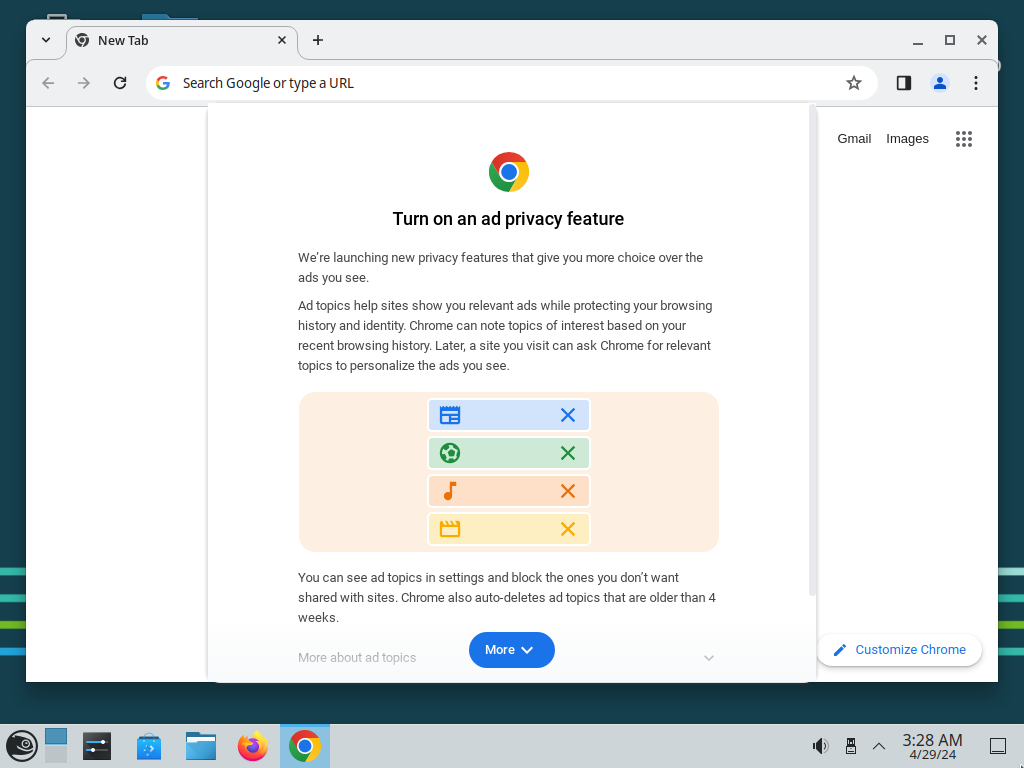 New Tab
Search Google or type a URL
Gmail Images
Turn on an ad privacy feature
We're launching new privacy features that give you more choice over the
ads you see.
Ad topics help sites show you relevant ads while protecting your browsing
history and identity. Chrome can note topics of interest based on your
recent browsing history. Later, a site you visit can ask Chrome for relevant
topics to personalize the ads you see.
You can see ad topics in settings and block the ones you don't want
shared with sites. Chrome also auto-deletes ad topics that are older than 4
weeks.
More about ad topics
More
Customize Chrome
3:28 AM
4/29/24